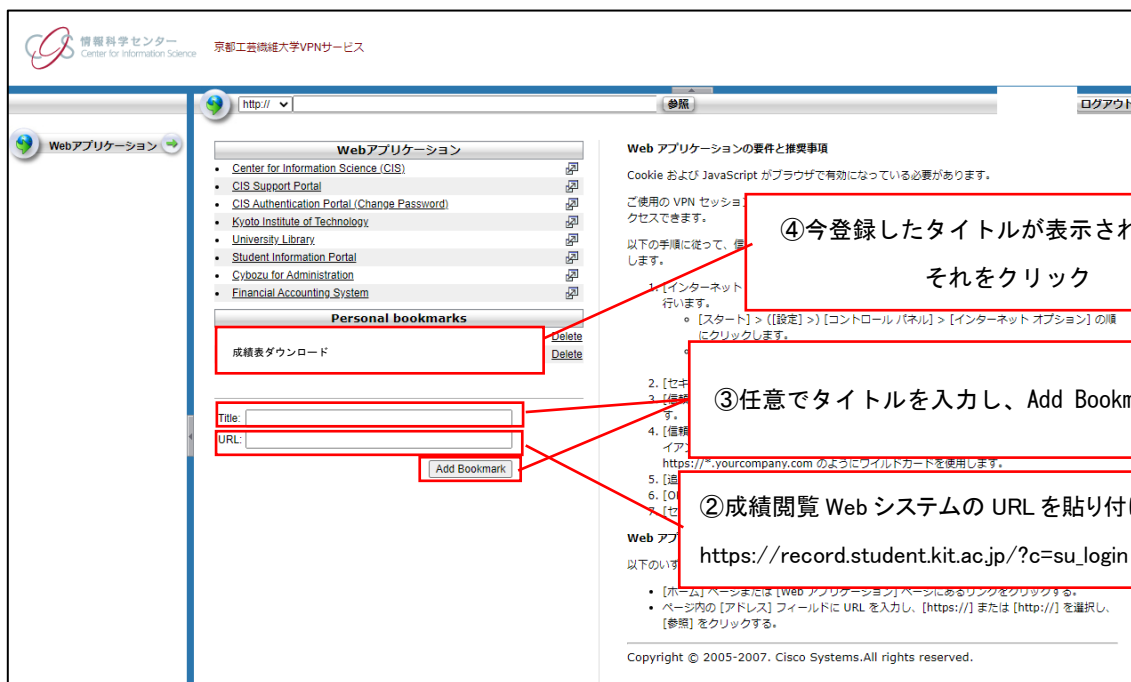 情報科学センター
Center for Information Science
京都工芸繊維大学VPNサービス
http://
参照
ログアウト
Webアプリケーション
Webアプリケーション
Center for Information Science (CIS)
CIS Support Portal
CIS Authentication Portal (Change Password)
Kyoto Institute of Technology
University Library
Student Information Portal
Cybozu for Administration
Financial Accounting System
Personal bookmarks
Delete
成績表ダウンロード
Delete
Title:
URL:
Add Bookmark
Web アプリケーションの要件と推奨事項
Cookie および JavaScript がブラウザで有効になっている必要があります。
ご使用の VPN セッショ
クセスできます。
以下の手順に従って、信
します。
④今登録したタイトルが表示され
それをクリック
1. [インターネット
行います。
[スタート] > ([設定] >) [コントロール パネル] > [インターネット オプション] の順
にクリックします。
2. [セキ
3. [信頼
す。
③任意でタイトルを入力し、Add Bookm
4. [信頼
イアン
https://*.yourcompany.com のようにワイルドカードを使用します。
5. [追
6. [O
7. [セ
②成績閲覧 Web システムの URL を貼り付け
https://record.student.kit.ac.jp/?c=su_login
Web アプ
以下のいず
[ホーム] ページまたは [Web アプリケーション] ページにあるリンクをクリックする。
ページ内の [アドレス] フィールドに URL を入力し、[https://] または [http://] を選択し、
[参照] をクリックする。
Copyright © 2005-2007. Cisco Systems.All rights reserved.